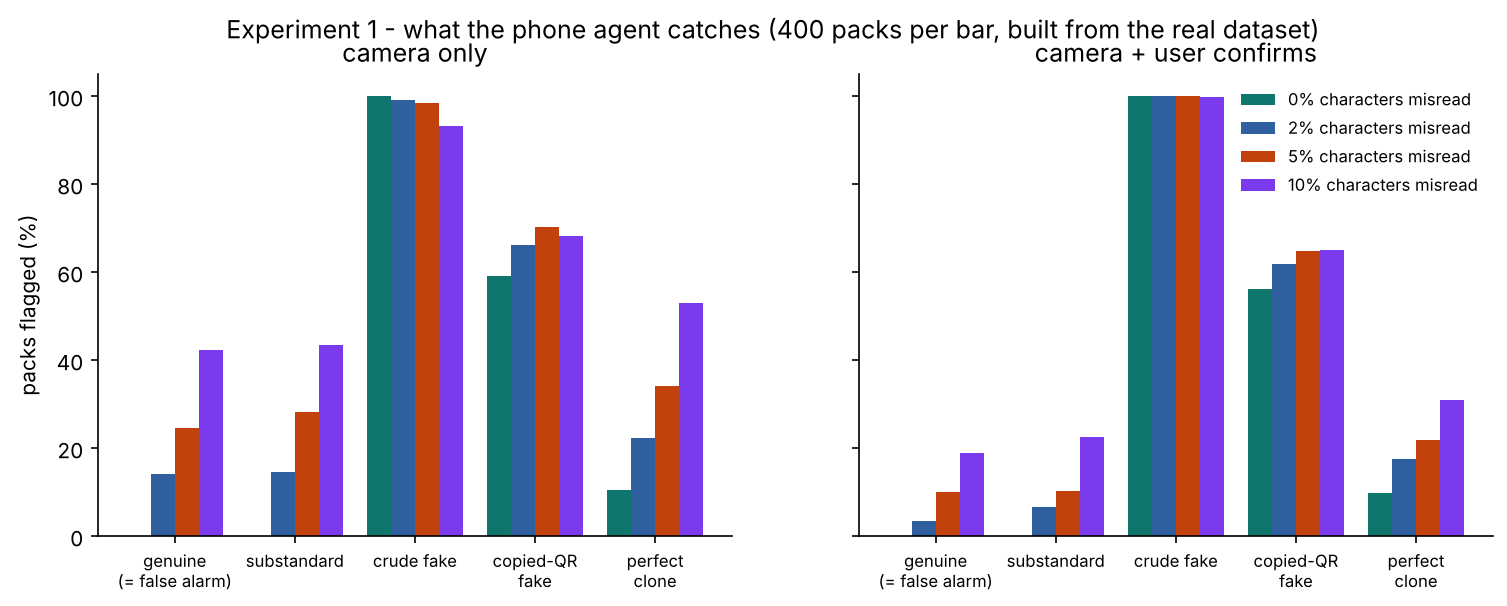 Experiment 1 - what the phone agent catches (400 packs per bar, built from the real dataset)
camera only
packs flagged (%)
100
80
60
40
20
0
genuine
(= false alarm)
substandard
crude fake
copied-QR
fake
perfect
clone
camera + user confirms
0% characters misread
2% characters misread
5% characters misread
10% characters misread
genuine
(= false alarm)
substandard
crude fake
copied-QR
fake
perfect
clone